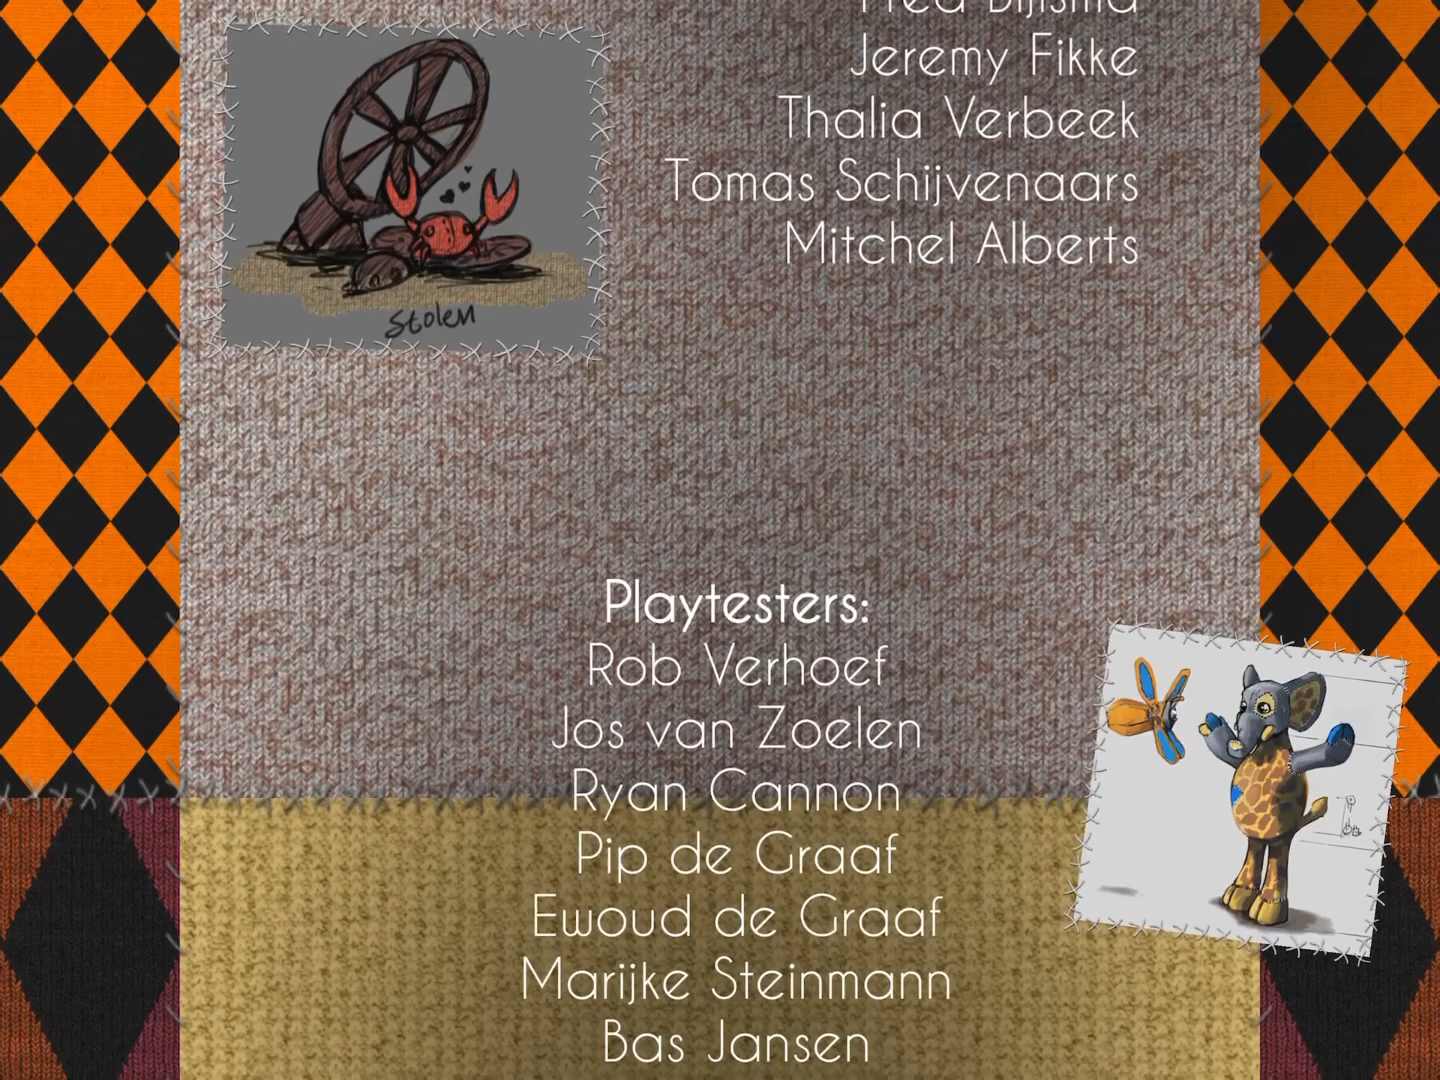 Jeremy Fikke
Thalia Verbeek
Tomas Schijvenaars
Mitchel Alberts
Stolen
Playtesters:
Rob Verhoef
Jos van Zoelen
Ryan Cannon
Pip de Graaf
Ewoud de Graaf
Marijke Steinmann
Bas Jansen